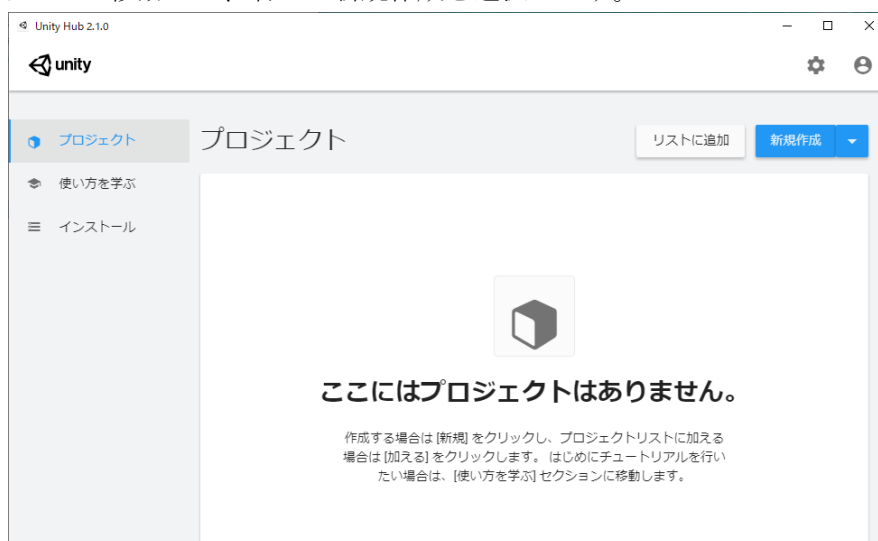 Unity Hub 2.1.0
unity
プロジェクト
使い方を学ぶ
インストール
プロジェクト
リストに追加
新規作成
ここにはプロジェクトはありません。
作成する場合は [新規] をクリックし、プロジェクトリストに加える
場合は [加える] をクリックします。 はじめにチュートリアルを行い
たい場合は、[使い方を学ぶ] セクションに移動します。